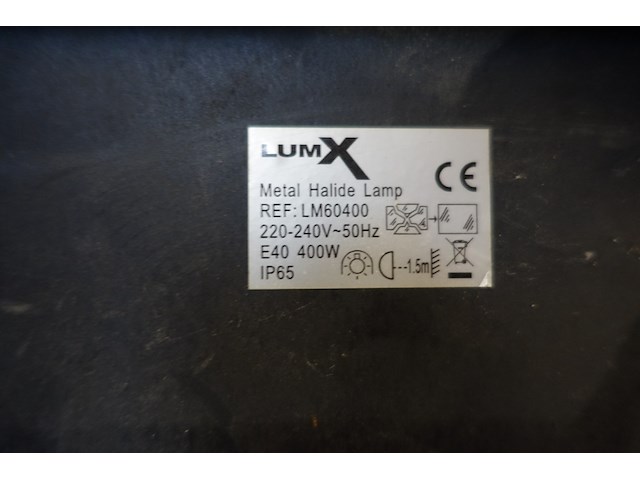 LUMX
CE
Metal Halide Lamp
REF: LM60400
220-240V~50Hz
E40 400W
IP65
1.5m